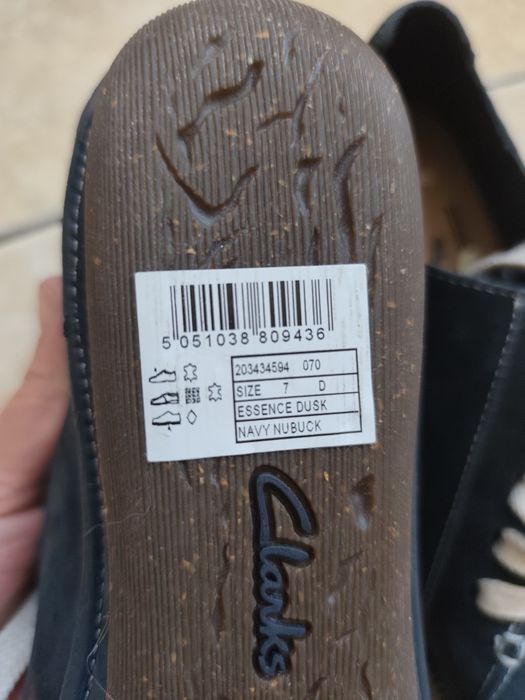 5 051038 809436
203434594 070
SIZE 7 D
ESSENCE DUSK
NAVY NUBUCK
Clarks